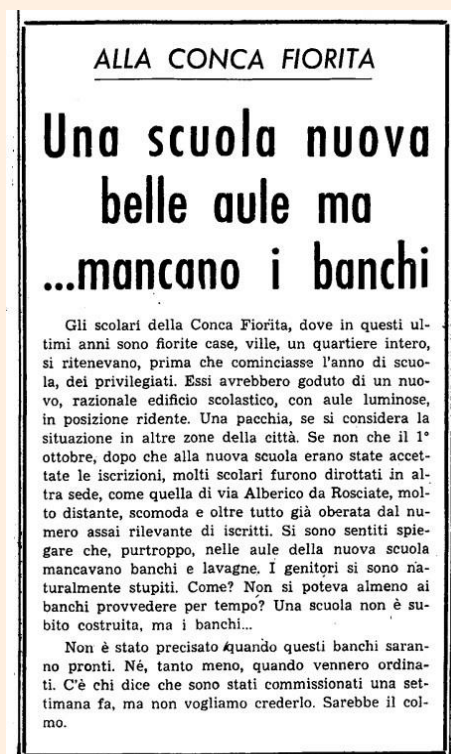 ALLA CONCA FIORITA
Una scuola nuova
belle aule ma
...mancano i banchi
Gli scolari della Conca Fiorita, dove in questi ul-
timi anni sono fiorite case, ville, un quartiere intero,
si ritenevano, prima che cominciasse l'anno di scuo-
la, dei privilegiati. Essi avrebbero goduto di un nuo-
vo, razionale edificio scolastico, con aule luminose,
in posizione ridente. Una pacchia, se si considera la
situazione in altre zone della città. Se non che il 1°
ottobre, dopo che alla nuova scuola erano state accet-
tate le iscrizioni, molti scolari furono dirottati in al-
tra sede, come quella di via Alberico da Rosciate, mol-
to distante, scomoda e oltre tutto già oberata dal nu-
mero assai rilevante di iscritti. Si sono sentiti spie-
gare che, purtroppo, nelle aule della nuova scuola
mancavano banchi e lavagne. I genitori si sono na-
turalmente stupiti. Come? Non si poteva almeno ai
banchi provvedere per tempo? Una scuola non è su-
bito costruita, ma i banchi...
Non è stato precisato quando questi banchi saran-
no pronti. Né, tanto meno, quando vennero ordina-
ti. C'è chi dice che sono stati commissionati una set-
timana fa, ma non vogliamo crederlo. Sarebbe il col-
mo.